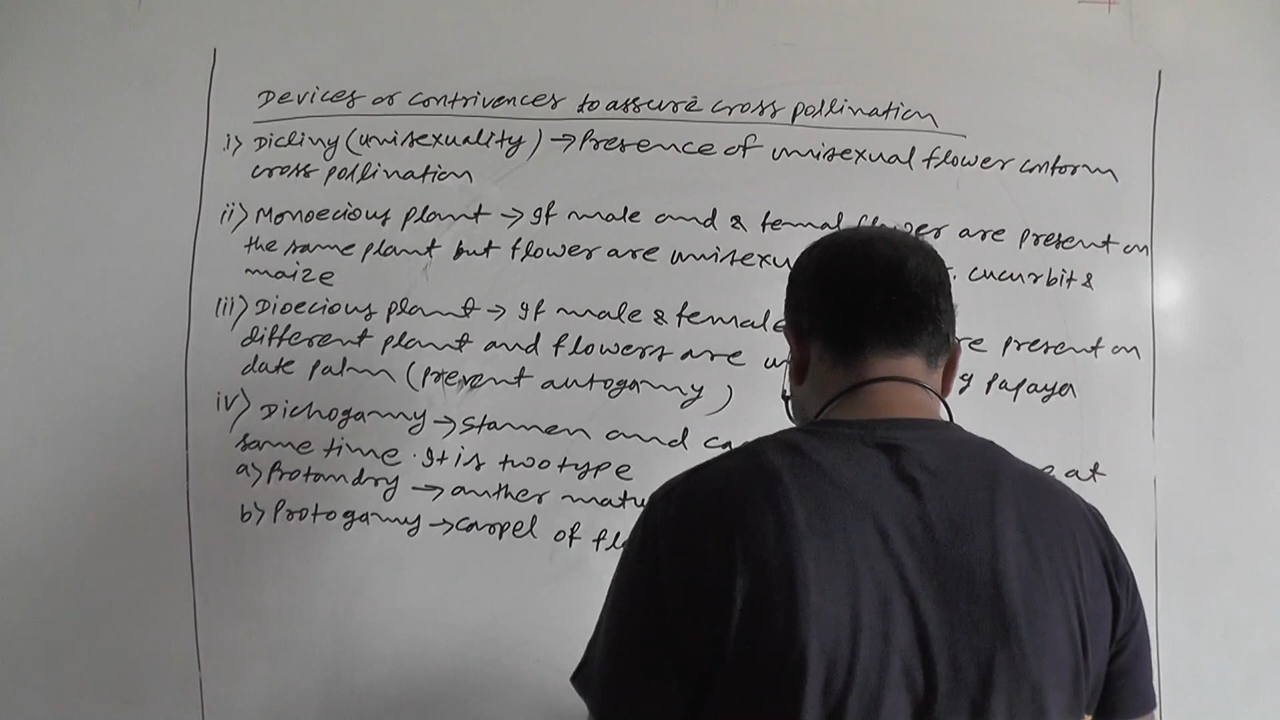 Devices or contrivences to assure cross pollination
i) Dicliny (unisexuality) → Presence of unisexual flower conform
cross pollination
ii) Monoecious plant → If male and & femal flower are present on
the same plant but flower are unisexu cucurbit &
maize
(iii) Dioecious plant → If male & female re present on
different plant and flowers are un g papaya
date palm (prevent autogamy)
iv) Dichogamy → Stamen and ca at
same time. It is two type
a) Protandry → anther matu
b) Protogamy → carpel of fl